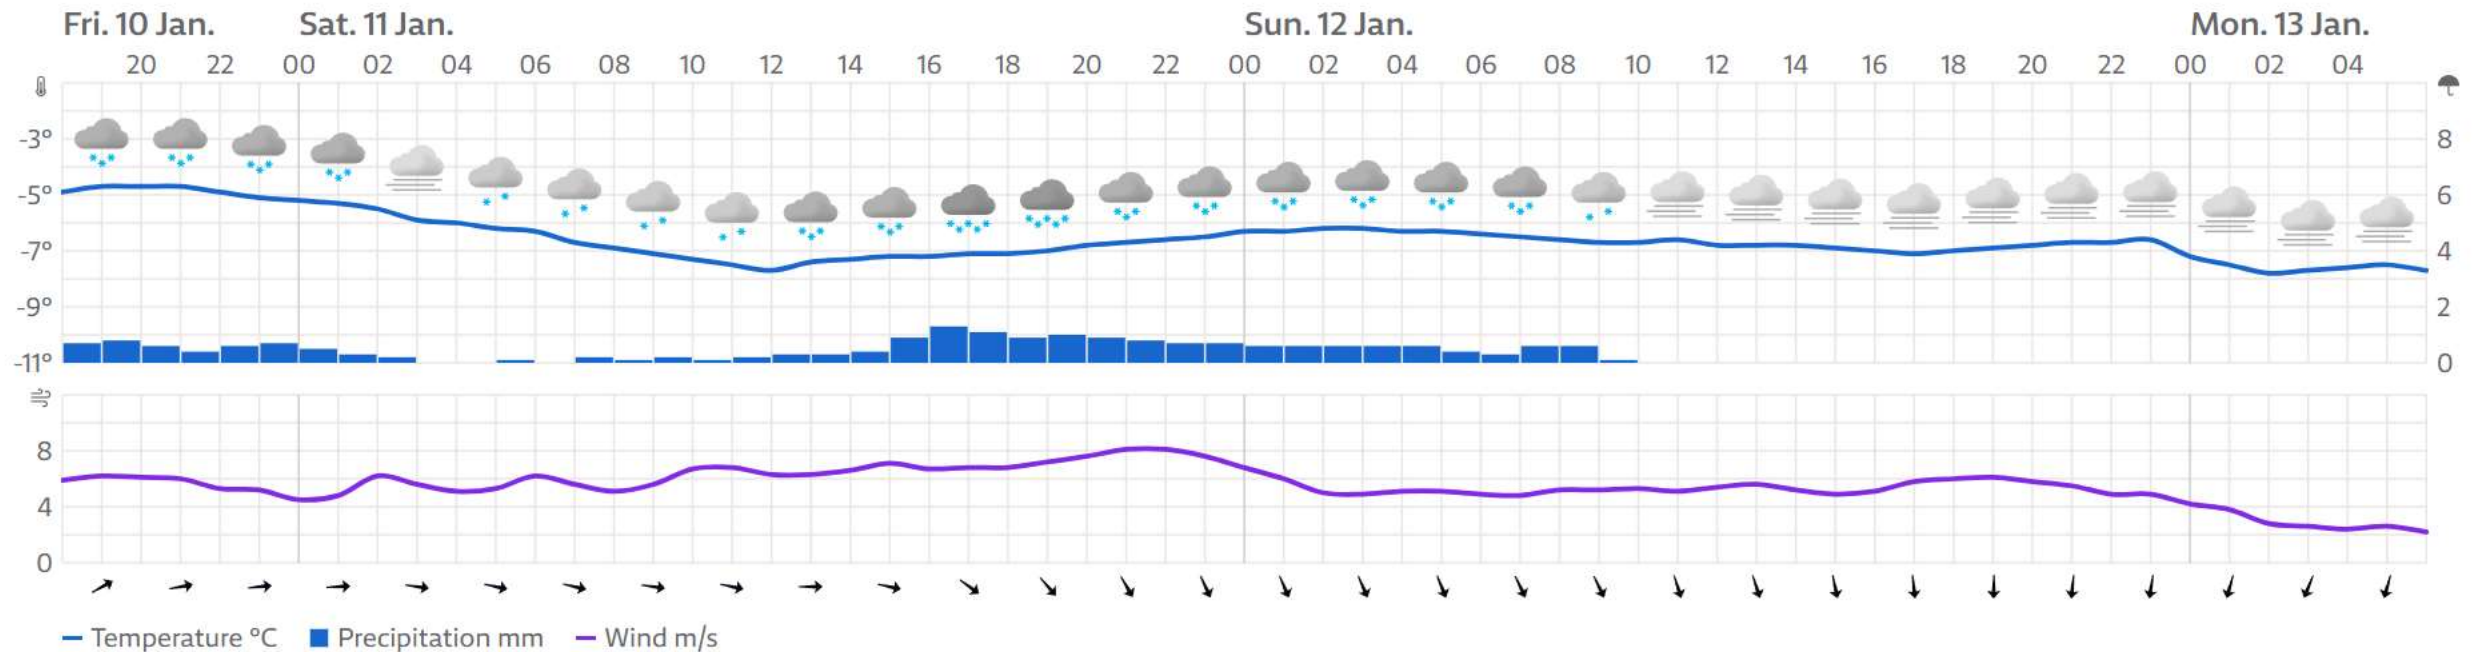 Fri. 10 Jan. Sat. 11 Jan. Sun. 12 Jan. Mon. 13 Jan.
20 22 00 02 04 06 08 10 12 14 16 18 20 22 00 02 04 06 08 10 12 14 16 18 20 22 00 02 04
-3° 8
-5° 6
-7° 4
-9° 2
-11° 0
8
4
0
Temperature °C Precipitation mm Wind m/s